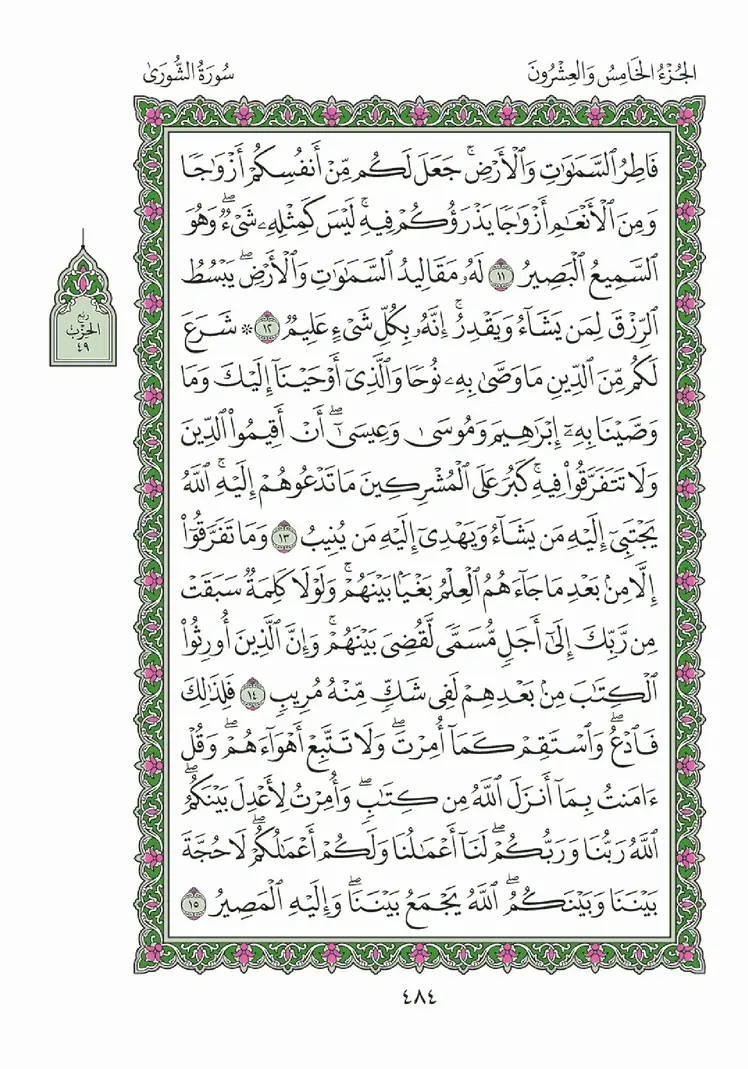 الجُزْءُ الخَامِسُ وَالعِشْرُونَ
سُورَةُ الشُّورَىٰ
فَاطِرُ ٱلسَّمَٰوَٰتِ وَٱلْأَرْضِۚ جَعَلَ لَكُم مِّنْ أَنفُسِكُمْ أَزْوَٰجًا
وَمِنَ ٱلْأَنْعَٰمِ أَزْوَٰجًا يَذْرَؤُكُمْ فِيهِۚ لَيْسَ كَمِثْلِهِۦ شَىْءٌۖ وَهُوَ
ٱلسَّمِيعُ ٱلْبَصِيرُ ١١ لَهُۥ مَقَالِيدُ ٱلسَّمَٰوَٰتِ وَٱلْأَرْضِۖ يَبْسُطُ
ٱلرِّزْقَ لِمَن يَشَآءُ وَيَقْدِرُۚ إِنَّهُۥ بِكُلِّ شَىْءٍ عَلِيمٌ ١٢ ۞ شَرَعَ
لَكُم مِّنَ ٱلدِّينِ مَا وَصَّىٰ بِهِۦ نُوحًا وَٱلَّذِىٓ أَوْحَيْنَآ إِلَيْكَ وَمَا
وَصَّيْنَا بِهِۦٓ إِبْرَٰهِيمَ وَمُوسَىٰ وَعِيسَىٰٓۖ أَنْ أَقِيمُوا۟ ٱلدِّينَ
وَلَا تَتَفَرَّقُوا۟ فِيهِۚ كَبُرَ عَلَى ٱلْمُشْرِكِينَ مَا تَدْعُوهُمْ إِلَيْهِۚ ٱللَّهُ
يَجْتَبِىٓ إِلَيْهِ مَن يَشَآءُ وَيَهْدِىٓ إِلَيْهِ مَن يُنِيبُ ١٣ وَمَا تَفَرَّقُوٓا۟
إِلَّا مِنۢ بَعْدِ مَا جَآءَهُمُ ٱلْعِلْمُ بَغْيًۢا بَيْنَهُمْۚ وَلَوْلَا كَلِمَةٌ سَبَقَتْ
مِن رَّبِّكَ إِلَىٰٓ أَجَلٍ مُّسَمًّى لَّقُضِىَ بَيْنَهُمْۚ وَإِنَّ ٱلَّذِينَ أُورِثُوا۟
ٱلْكِتَٰبَ مِنۢ بَعْدِهِمْ لَفِى شَكٍّ مِّنْهُ مُرِيبٍ ١٤ فَلِذَٰلِكَ
فَٱدْعُۖ وَٱسْتَقِمْ كَمَآ أُمِرْتَۖ وَلَا تَتَّبِعْ أَهْوَآءَهُمْۖ وَقُلْ
ءَامَنتُ بِمَآ أَنزَلَ ٱللَّهُ مِن كِتَٰبٍۖ وَأُمِرْتُ لِأَعْدِلَ بَيْنَكُمُۖ
ٱللَّهُ رَبُّنَا وَرَبُّكُمْۖ لَنَآ أَعْمَٰلُنَا وَلَكُمْ أَعْمَٰلُكُمْۖ لَا حُجَّةَ
بَيْنَنَا وَبَيْنَكُمُۖ ٱللَّهُ يَجْمَعُ بَيْنَنَاۖ وَإِلَيْهِ ٱلْمَصِيرُ ١٥
ربع
الحزب
٤٩
٤٨٤